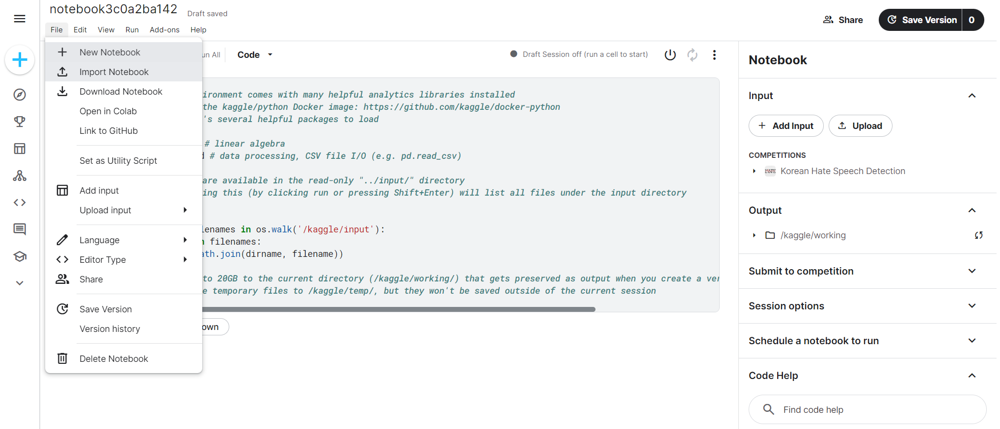 notebook3c0a2ba142
Draft saved
File Edit View Run Add-ons Help
Share
Save Version 0
New Notebook
Import Notebook
Download Notebook
Open in Colab
Link to GitHub
Set as Utility Script
Add input
Upload input
Language
Editor Type
Share
Save Version
Version history
Delete Notebook
un All
Code
Draft Session off (run a cell to start)
ironment comes with many helpful analytics libraries installed
the kaggle/python Docker image: https://github.com/kaggle/docker-python
's several helpful packages to load
# linear algebra
d # data processing, CSV file I/O (e.g. pd.read_csv)
are available in the read-only "../input/" directory
ing this (by clicking run or pressing Shift+Enter) will list all files under the input directory
lenames in os.walk('/kaggle/input'):
n filenames:
ath.join(dirname, filename))
to 20GB to the current directory (/kaggle/working/) that gets preserved as output when you create a ver
e temporary files to /kaggle/temp/, but they won't be saved outside of the current session
own
Notebook
Input
Add Input
Upload
COMPETITIONS
Korean Hate Speech Detection
Output
/kaggle/working
Submit to competition
Session options
Schedule a notebook to run
Code Help
Find code help